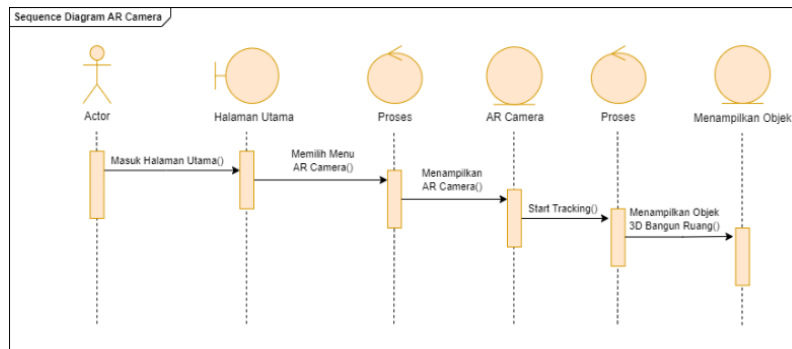 Sequence Diagram AR Camera
Actor
Halaman Utama
Proses
AR Camera
Proses
Menampilkan Objek
Masuk Halaman Utama()
Memilih Menu
AR Camera()
Menampilkan
AR Camera()
Start Tracking()
Menampilkan Objek
3D Bangun Ruang()